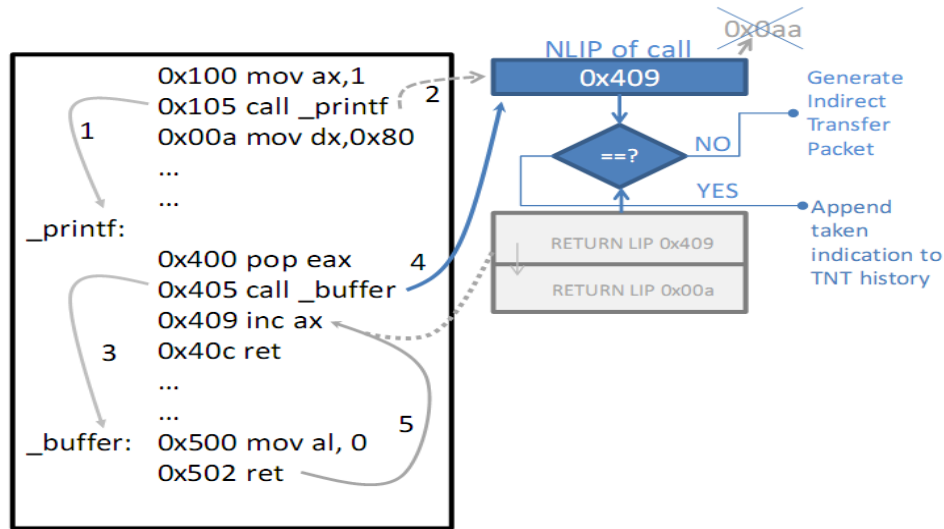 0x100 mov ax,1
0x105 call _printf
0x00a mov dx,0x80
...
...
_printf:
0x400 pop eax
0x405 call _buffer
0x409 inc ax
0x40c ret
...
...
_buffer: 0x500 mov al, 0
0x502 ret
1
2
3
4
5
0x0aa
NLIP of call
0x409
==?
NO
YES
Generate
Indirect
Transfer
Packet
Append
taken
indication to
TNT history
RETURN LIP 0x409
RETURN LIP 0x00a